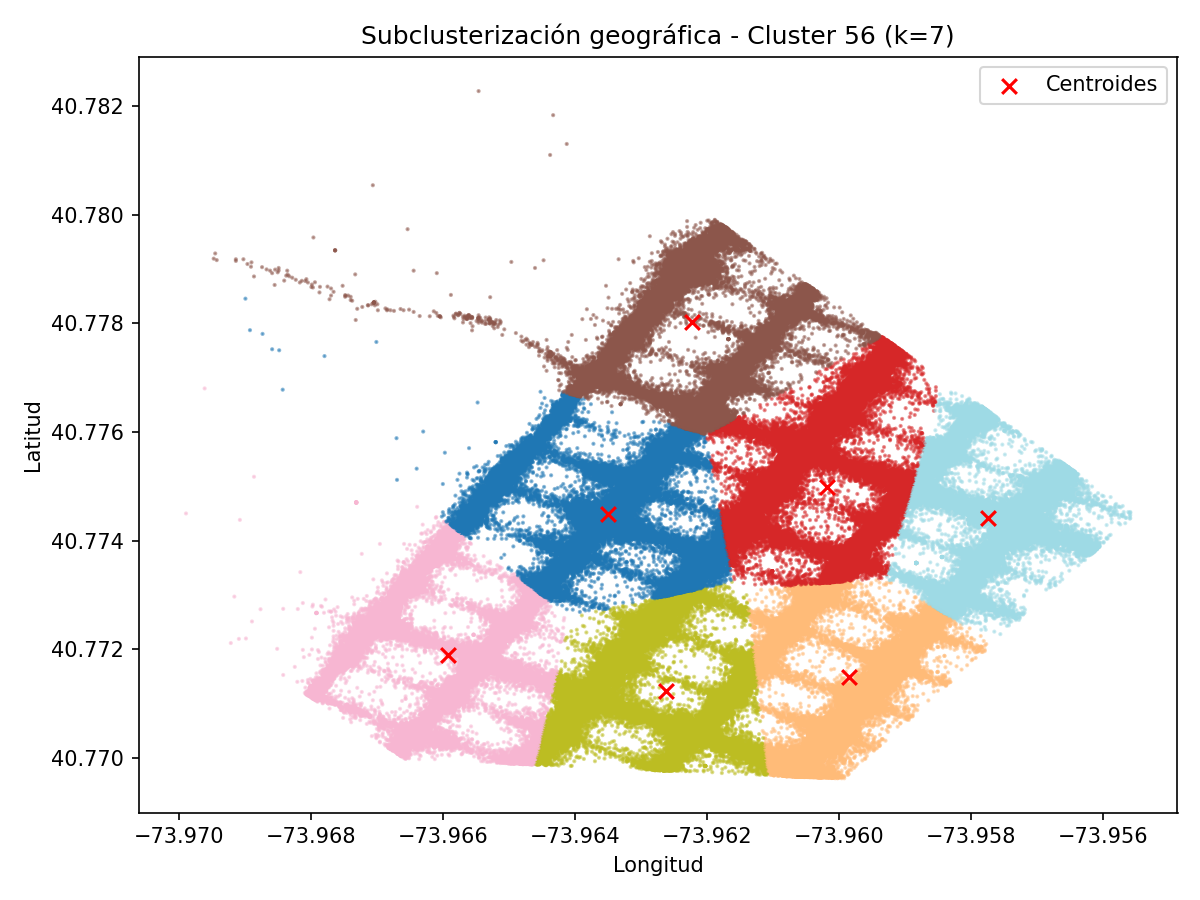 Subclusterización geográfica - Cluster 56 (k=7)
Centroides
40.782
40.780
40.778
40.776
40.774
40.772
40.770
Latitud
−73.970 −73.968 −73.966 −73.964 −73.962 −73.960 −73.958 −73.956
Longitud